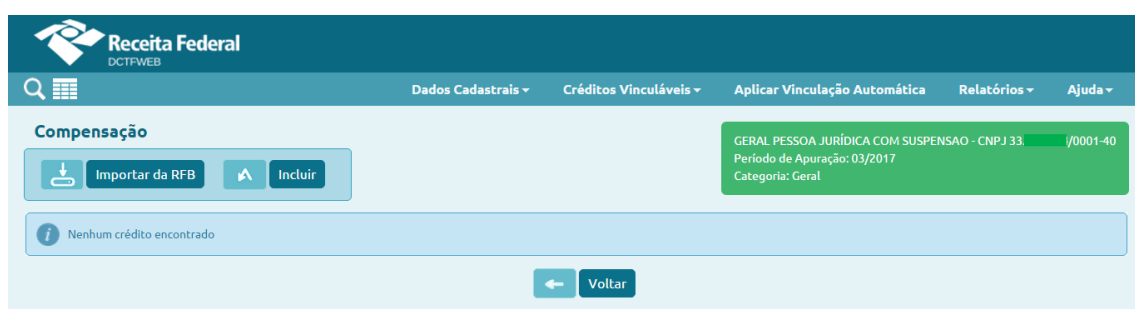 Receita Federal
DCTFWEB
Dados Cadastrais Créditos Vinculáveis Aplicar Vinculação Automática Relatórios Ajuda
Compensação
Importar da RFB Incluir
GERAL PESSOA JURÍDICA COM SUSPENSAO - CNPJ 33. /0001-40
Período de Apuração: 03/2017
Categoria: Geral
Nenhum crédito encontrado
Voltar